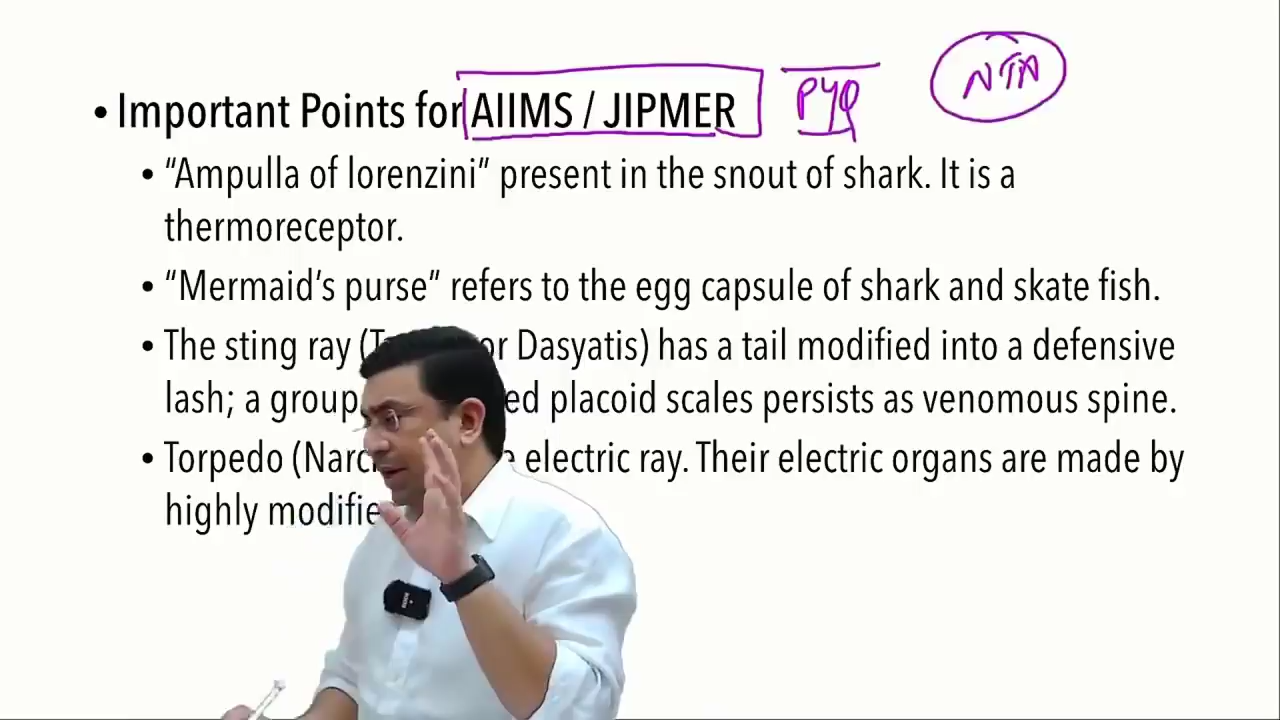 • Important Points for AIIMS / JIPMER PYQ NTA
• “Ampulla of lorenzini” present in the snout of shark. It is a
thermoreceptor.
• “Mermaid’s purse” refers to the egg capsule of shark and skate fish.
• The sting ray ( or Dasyatis) has a tail modified into a defensive
lash; a group placoid scales persists as venomous spine.
• Torpedo ( electric ray. Their electric organs are made by
highly